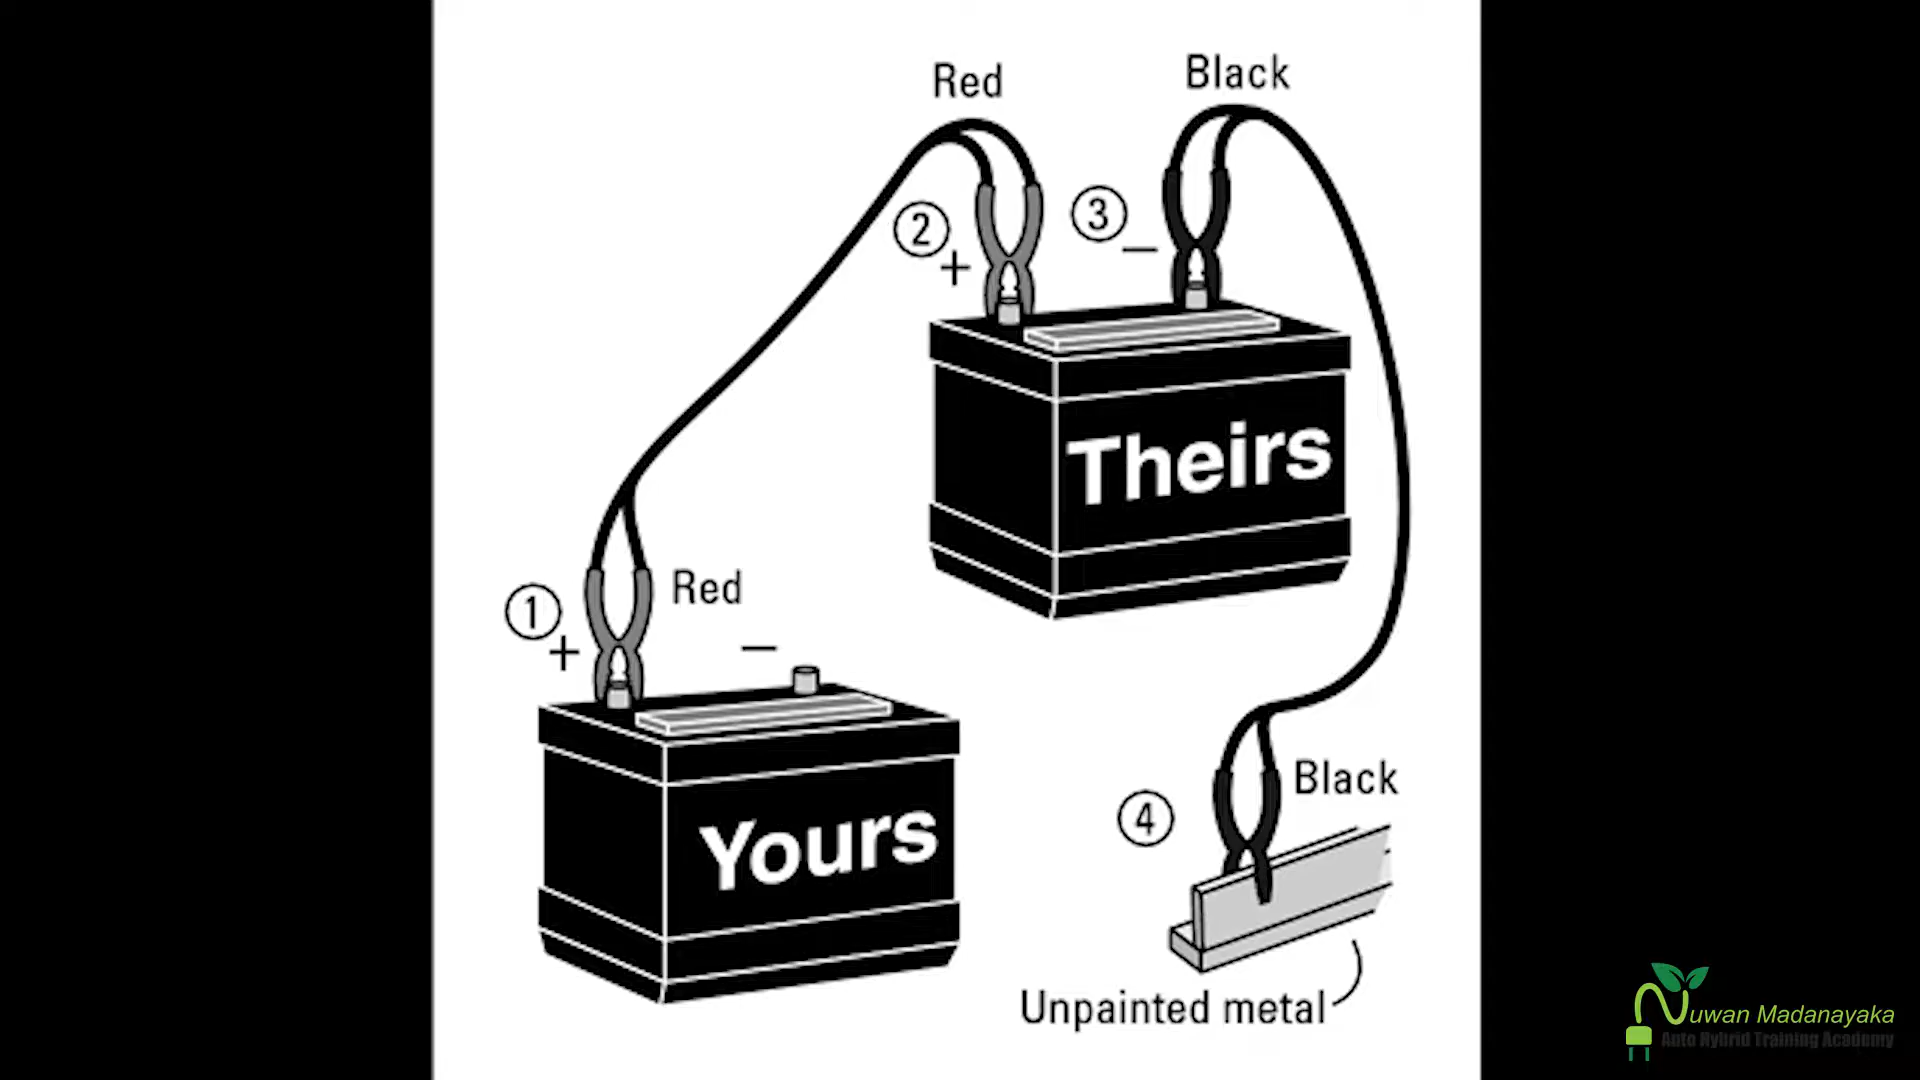 Red
Black
2
+
3
−
Theirs
1
+
Red
−
Yours
4
Black
Unpainted metal
Nuwan Madanayaka
Auto Hybrid Training Academy